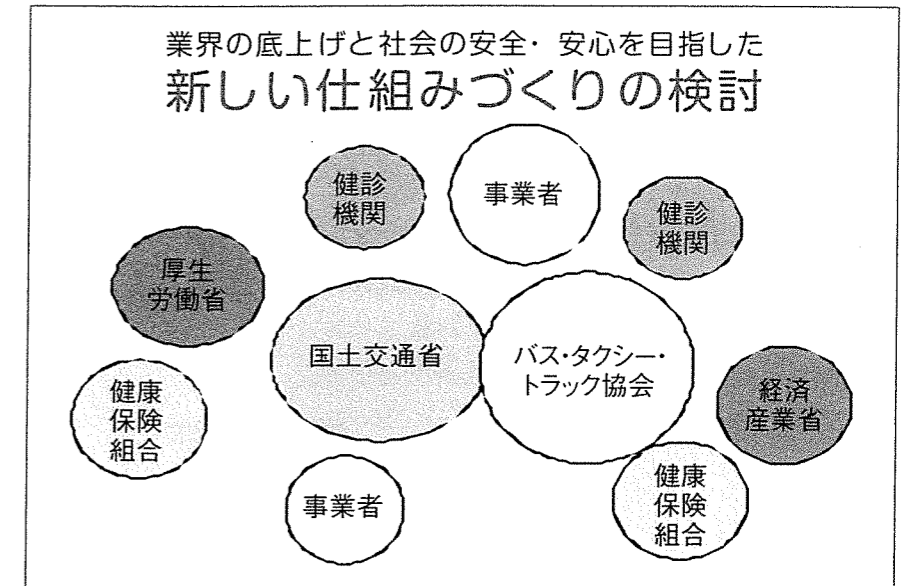 業界の底上げと社会の安全・安心を目指した
新しい仕組みづくりの検討
健診
機関
事業者
健診
機関
厚生
労働省
国土交通省
バス・タクシー・
トラック協会
健康
保険
組合
経済
産業省
事業者
健康
保険
組合